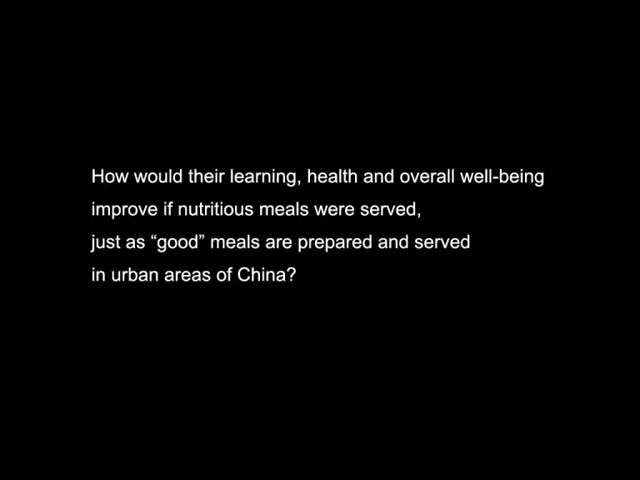 How would their learning, health and overall well-being
improve if nutritious meals were served,
just as “good” meals are prepared and served
in urban areas of China?